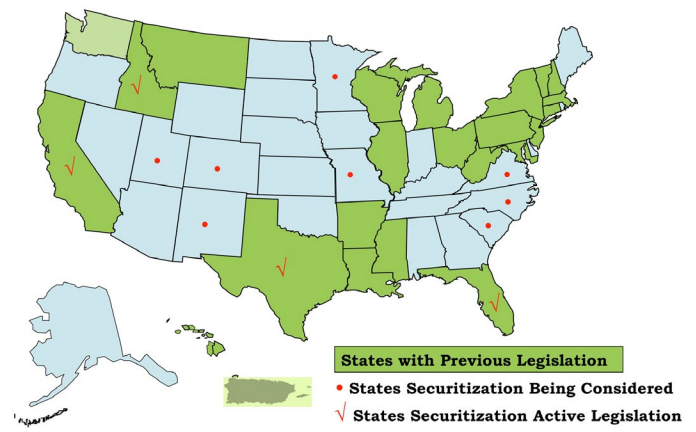 States with Previous Legislation
States Securitization Being Considered
States Securitization Active Legislation